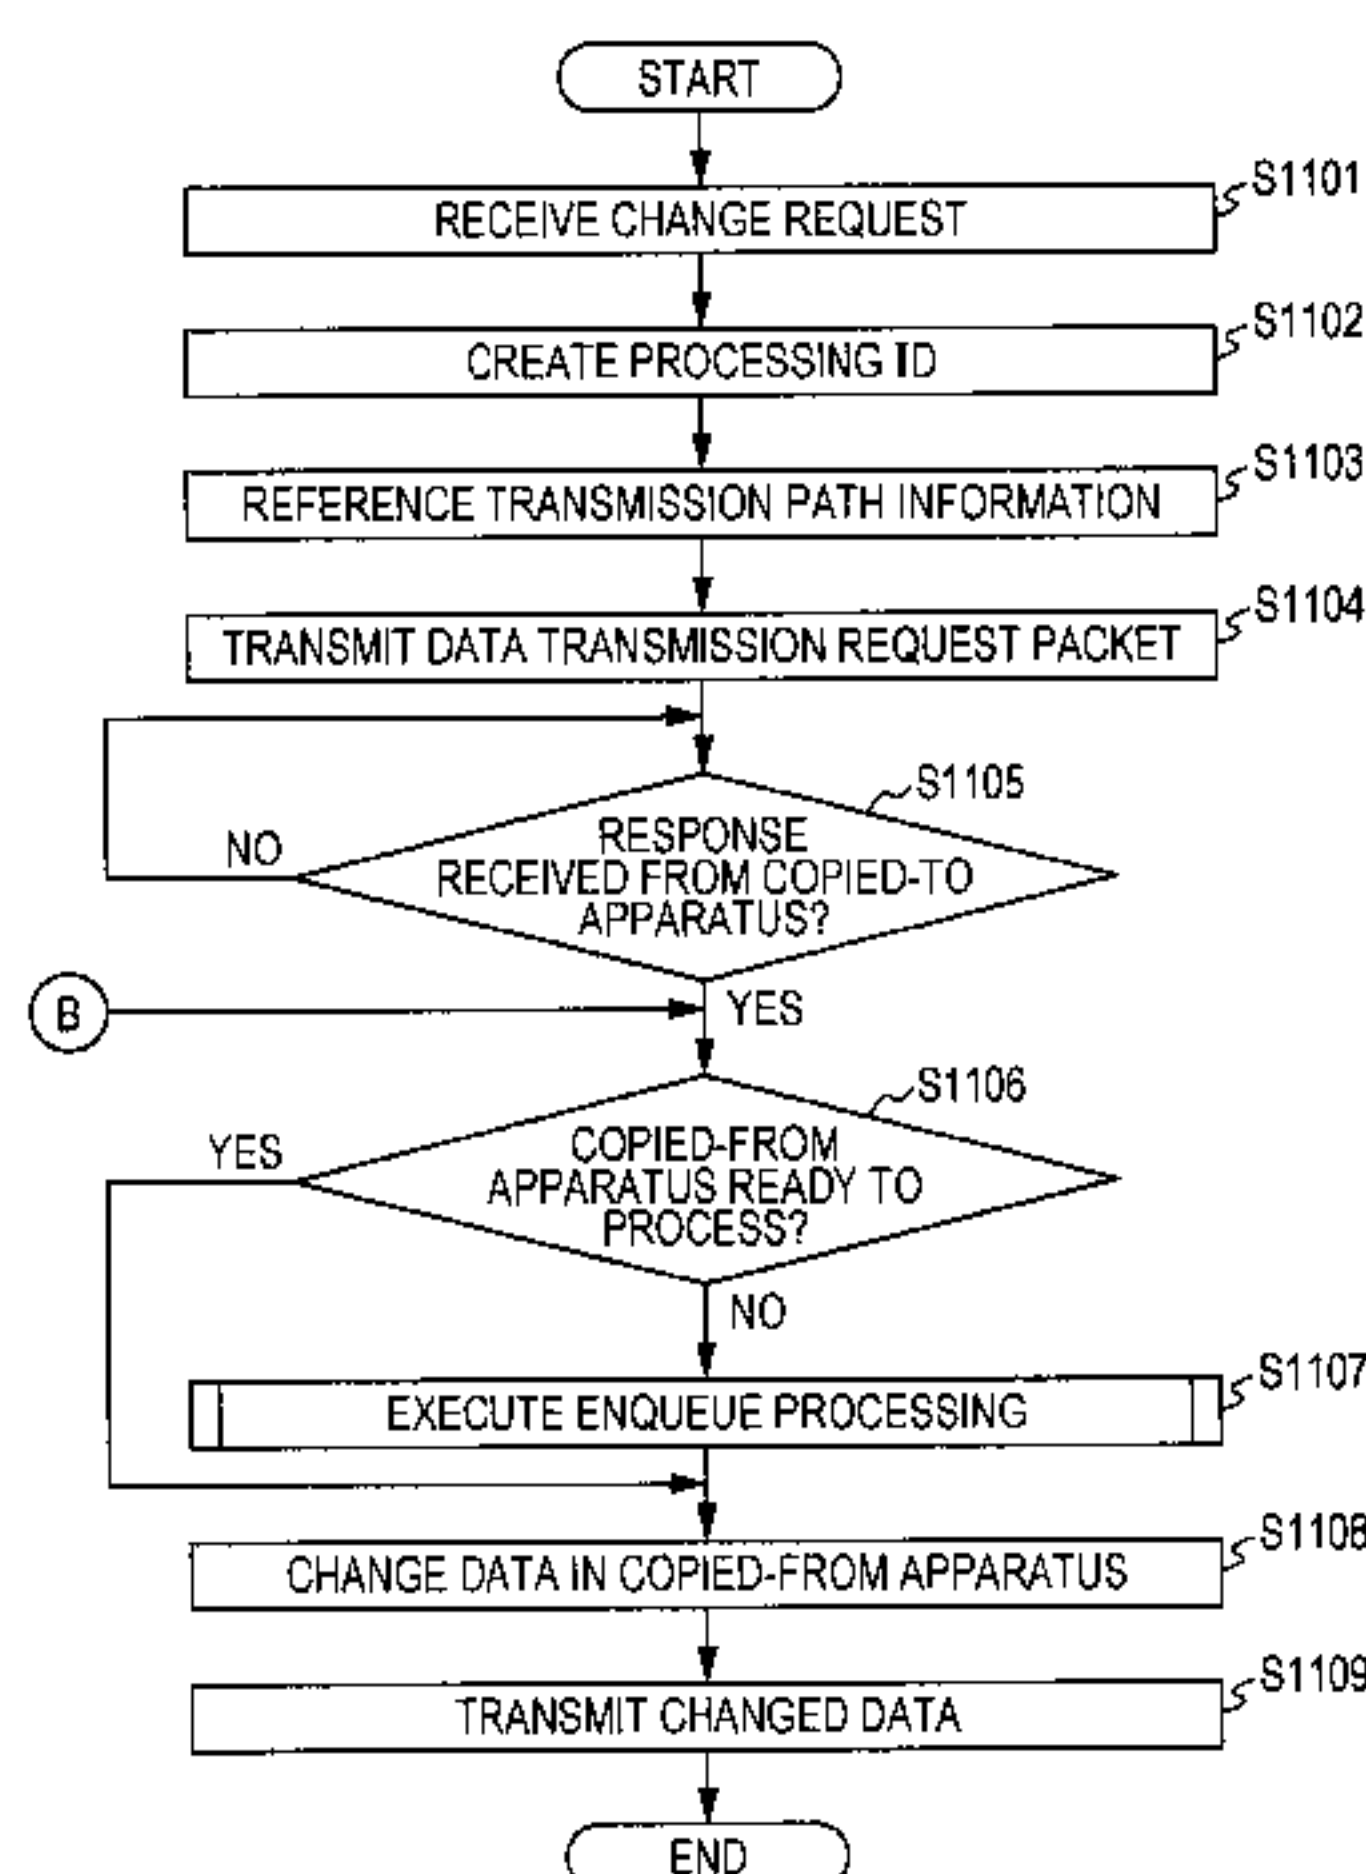 START
S1101
RECEIVE CHANGE REQUEST
S1102
CREATE PROCESSING ID
S1103
REFERENCE TRANSMISSION PATH INFORMATION
S1104
TRANSMIT DATA TRANSMISSION REQUEST PACKET
S1105
RESPONSE
RECEIVED FROM COPIED-TO
APPARATUS?
NO
YES
B
S1106
COPIED-FROM
APPARATUS READY TO
PROCESS?
YES
NO
S1107
EXECUTE ENQUEUE PROCESSING
S1108
CHANGE DATA IN COPIED-FROM APPARATUS
S1109
TRANSMIT CHANGED DATA
END